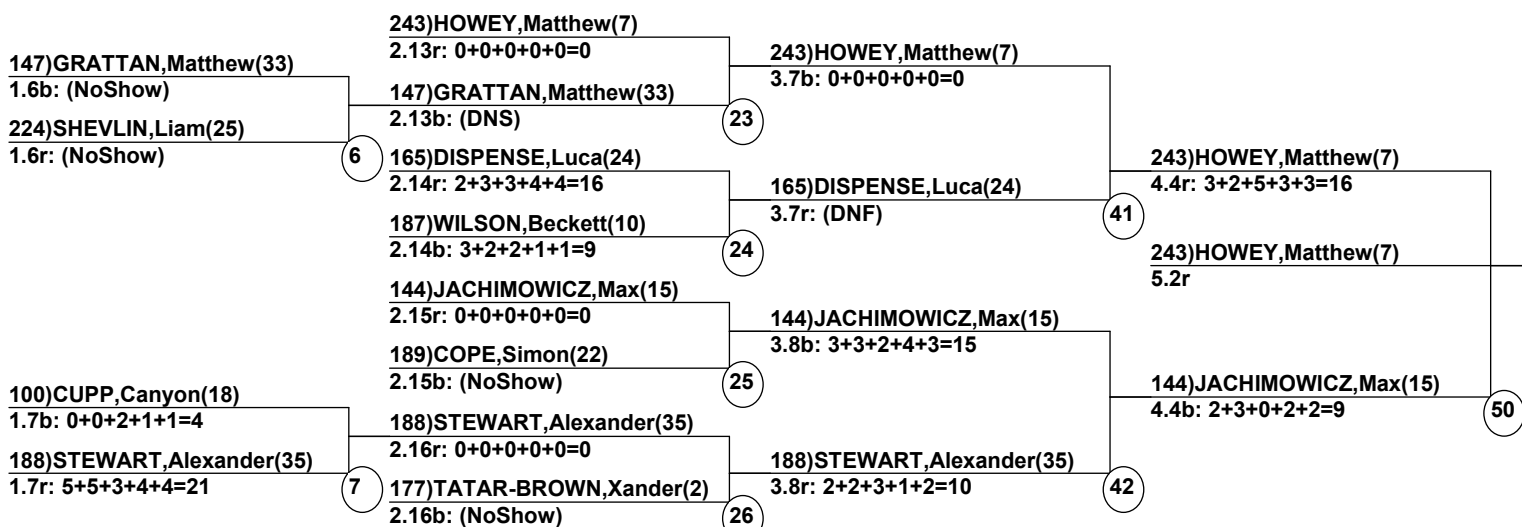 147)GRATTAN,Matthew(33)
1.6b: (NoShow)
224)SHEVLIN,Liam(25)
1.6r: (NoShow)
6
100)CUPP,Canyon(18)
1.7b: 0+0+2+1+1=4
188)STEWART,Alexander(35)
1.7r: 5+5+3+4+4=21
7
243)HOWEY,Matthew(7)
2.13r: 0+0+0+0+0=0
147)GRATTAN,Matthew(33)
2.13b: (DNS)
23
165)DISPENSE,Luca(24)
2.14r: 2+3+3+4+4=16
187)WILSON,Beckett(10)
2.14b: 3+2+2+1+1=9
24
144)JACHIMOWICZ,Max(15)
2.15r: 0+0+0+0+0=0
189)COPE,Simon(22)
2.15b: (NoShow)
25
188)STEWART,Alexander(35)
2.16r: 0+0+0+0+0=0
177)TATAR-BROWN,Xander(2)
2.16b: (NoShow)
26
243)HOWEY,Matthew(7)
3.7b: 0+0+0+0+0=0
165)DISPENSE,Luca(24)
3.7r: (DNF)
41
144)JACHIMOWICZ,Max(15)
3.8b: 3+3+2+4+3=15
188)STEWART,Alexander(35)
3.8r: 2+2+3+1+2=10
42
243)HOWEY,Matthew(7)
4.4r: 3+2+5+3+3=16
243)HOWEY,Matthew(7)
5.2r
144)JACHIMOWICZ,Max(15)
4.4b: 2+3+0+2+2=9
50